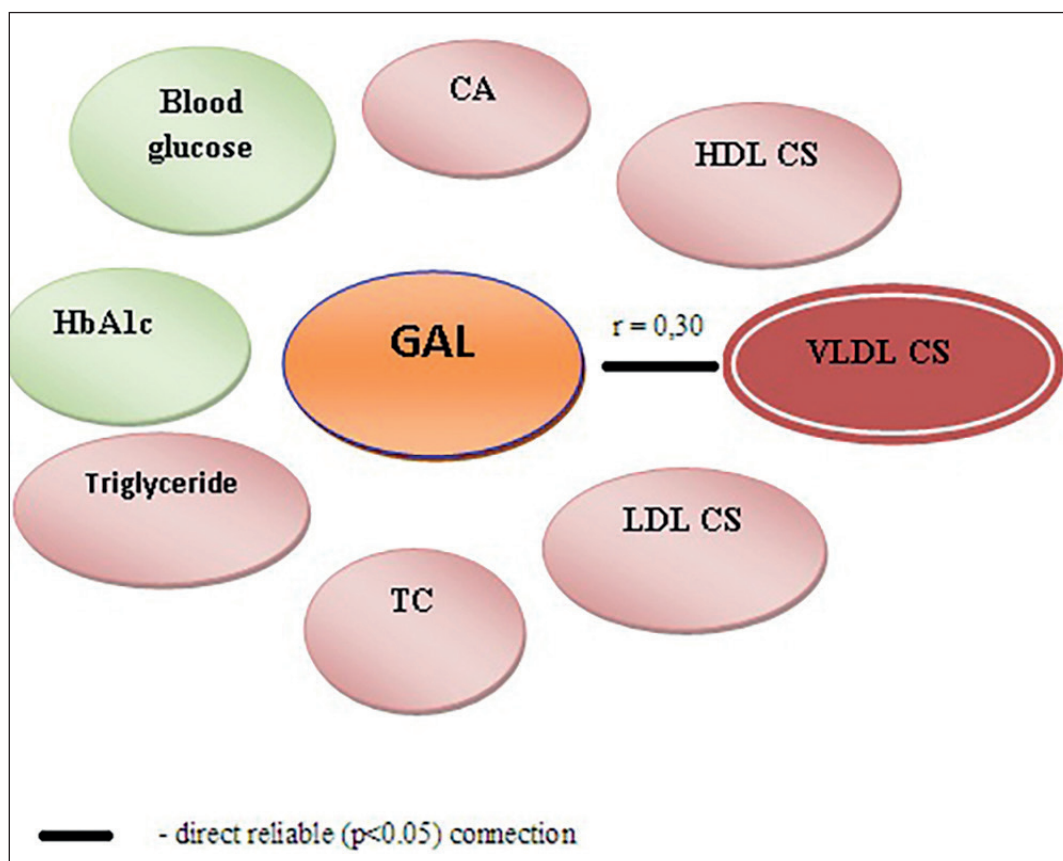 Blood
glucose
CA
HDL CS
HbA1c
GAL
r = 0,30
VLDL CS
Triglyceride
LDL CS
TC
- direct reliable (p<0.05) connection